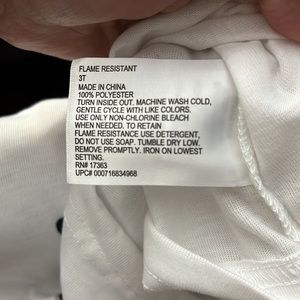 FLAME RESISTANT
3T
MADE IN CHINA
100% POLYESTER
TURN INSIDE OUT. MACHINE WASH COLD,
GENTLE CYCLE WITH LIKE COLORS.
USE ONLY NON-CHLORINE BLEACH
WHEN NEEDED. TO RETAIN
FLAME RESISTANCE USE DETERGENT,
DO NOT USE SOAP. TUMBLE DRY LOW.
REMOVE PROMPTLY. IRON ON LOWEST
SETTING.
RN# 17363
UPC# 000716834968